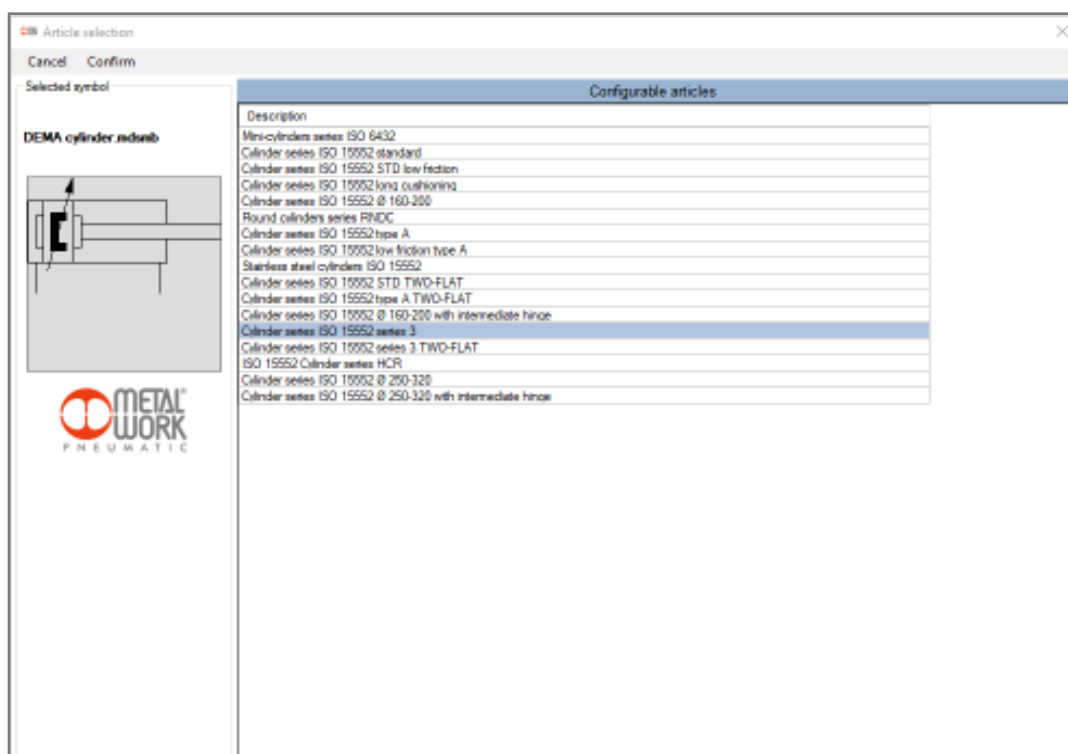 Article selection
Cancel Confirm
Selected symbol
DEMA cylinder.mdsmb
METAL
WORK
PNEUMATIC
Configurable articles
Description
Mini-cylinders series ISO 6432
Cylinder series ISO 15552 standard
Cylinder series ISO 15552 STD low friction
Cylinder series ISO 15552 long cushioning
Cylinder series ISO 15552 Ø 160-200
Round cylinders series RNDC
Cylinder series ISO 15552 type A
Cylinder series ISO 15552 low friction type A
Stainless steel cylinders ISO 15552
Cylinder series ISO 15552 STD TWO-FLAT
Cylinder series ISO 15552 type A TWO-FLAT
Cylinder series ISO 15552 Ø 160-200 with intermediate hinge
Cylinder series ISO 15552 series 3
Cylinder series ISO 15552 series 3 TWO-FLAT
ISO 15552 Cylinder series HCR
Cylinder series ISO 15552 Ø 250-320
Cylinder series ISO 15552 Ø 250-320 with intermediate hinge